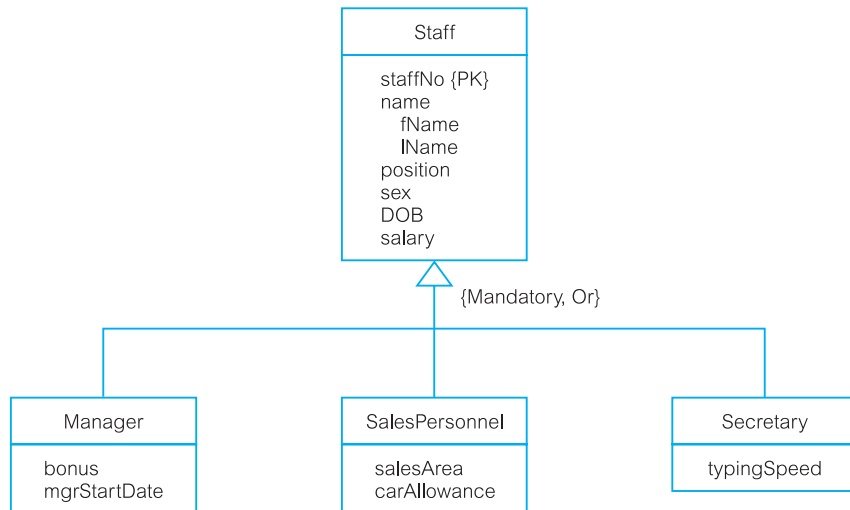 Staff
staffNo {PK}
name
fName
lName
position
sex
DOB
salary
{Mandatory, Or}
Manager
bonus
mgrStartDate
SalesPersonnel
salesArea
carAllowance
Secretary
typingSpeed